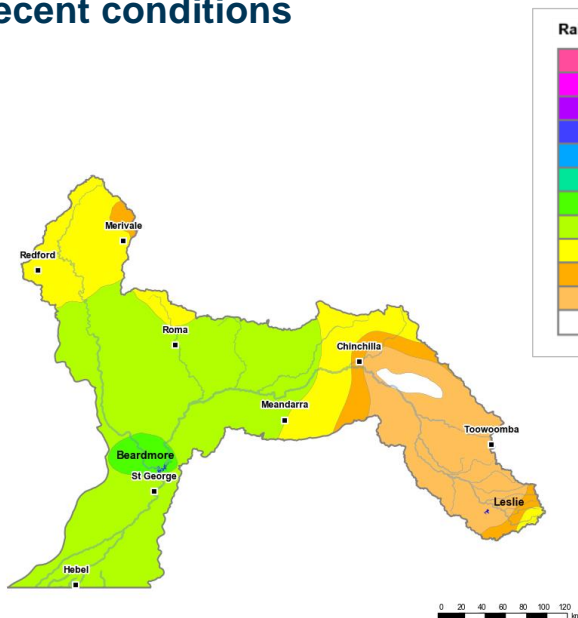 ecent conditions
Ra
Merivale
Redford
Roma
Chinchilla
Meandarra
Toowoomba
Beardmore
St George
Leslie
Hebel
0 20 40 60 80 100 120
km